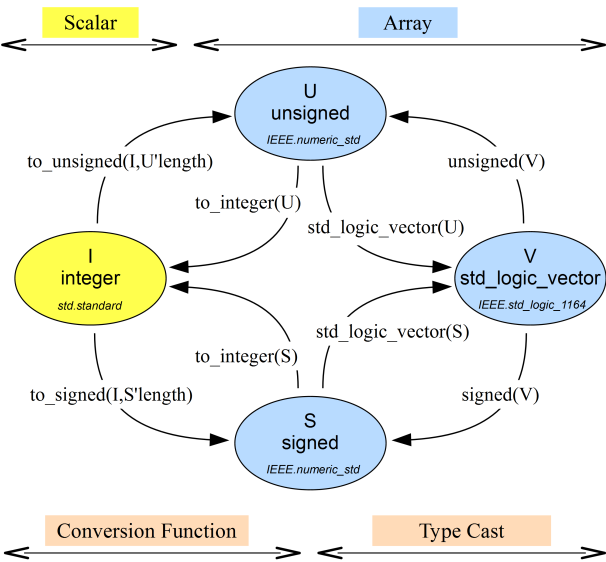 Scalar
Array
U
unsigned
IEEE.numeric_std
to_unsigned(I,U'length)
unsigned(V)
to_integer(U)
std_logic_vector(U)
I
integer
std.standard
V
std_logic_vector
IEEE.std_logic_1164
std_logic_vector(S)
to_integer(S)
to_signed(I,S'length)
signed(V)
S
signed
IEEE.numeric_std
Conversion Function
Type Cast